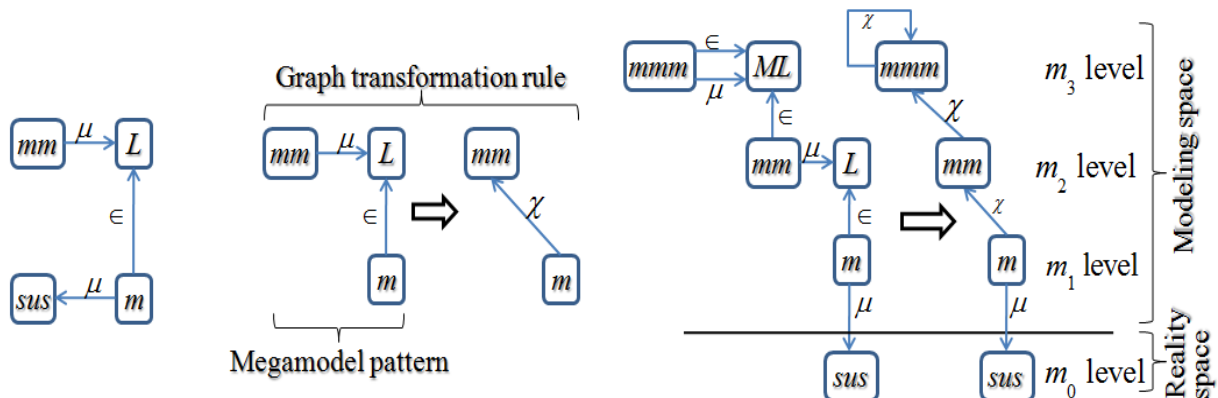 mm μ L
∈
sus μ m
Graph transformation rule
mm μ L mm
∈ χ
m m
Megamodel pattern
mmm ∈ μ ML χ mmm m3 level
∈ χ
mm μ L mm m2 level
∈ χ
m m m1 level
μ μ
sus sus m0 level
Modeling space
Reality
space